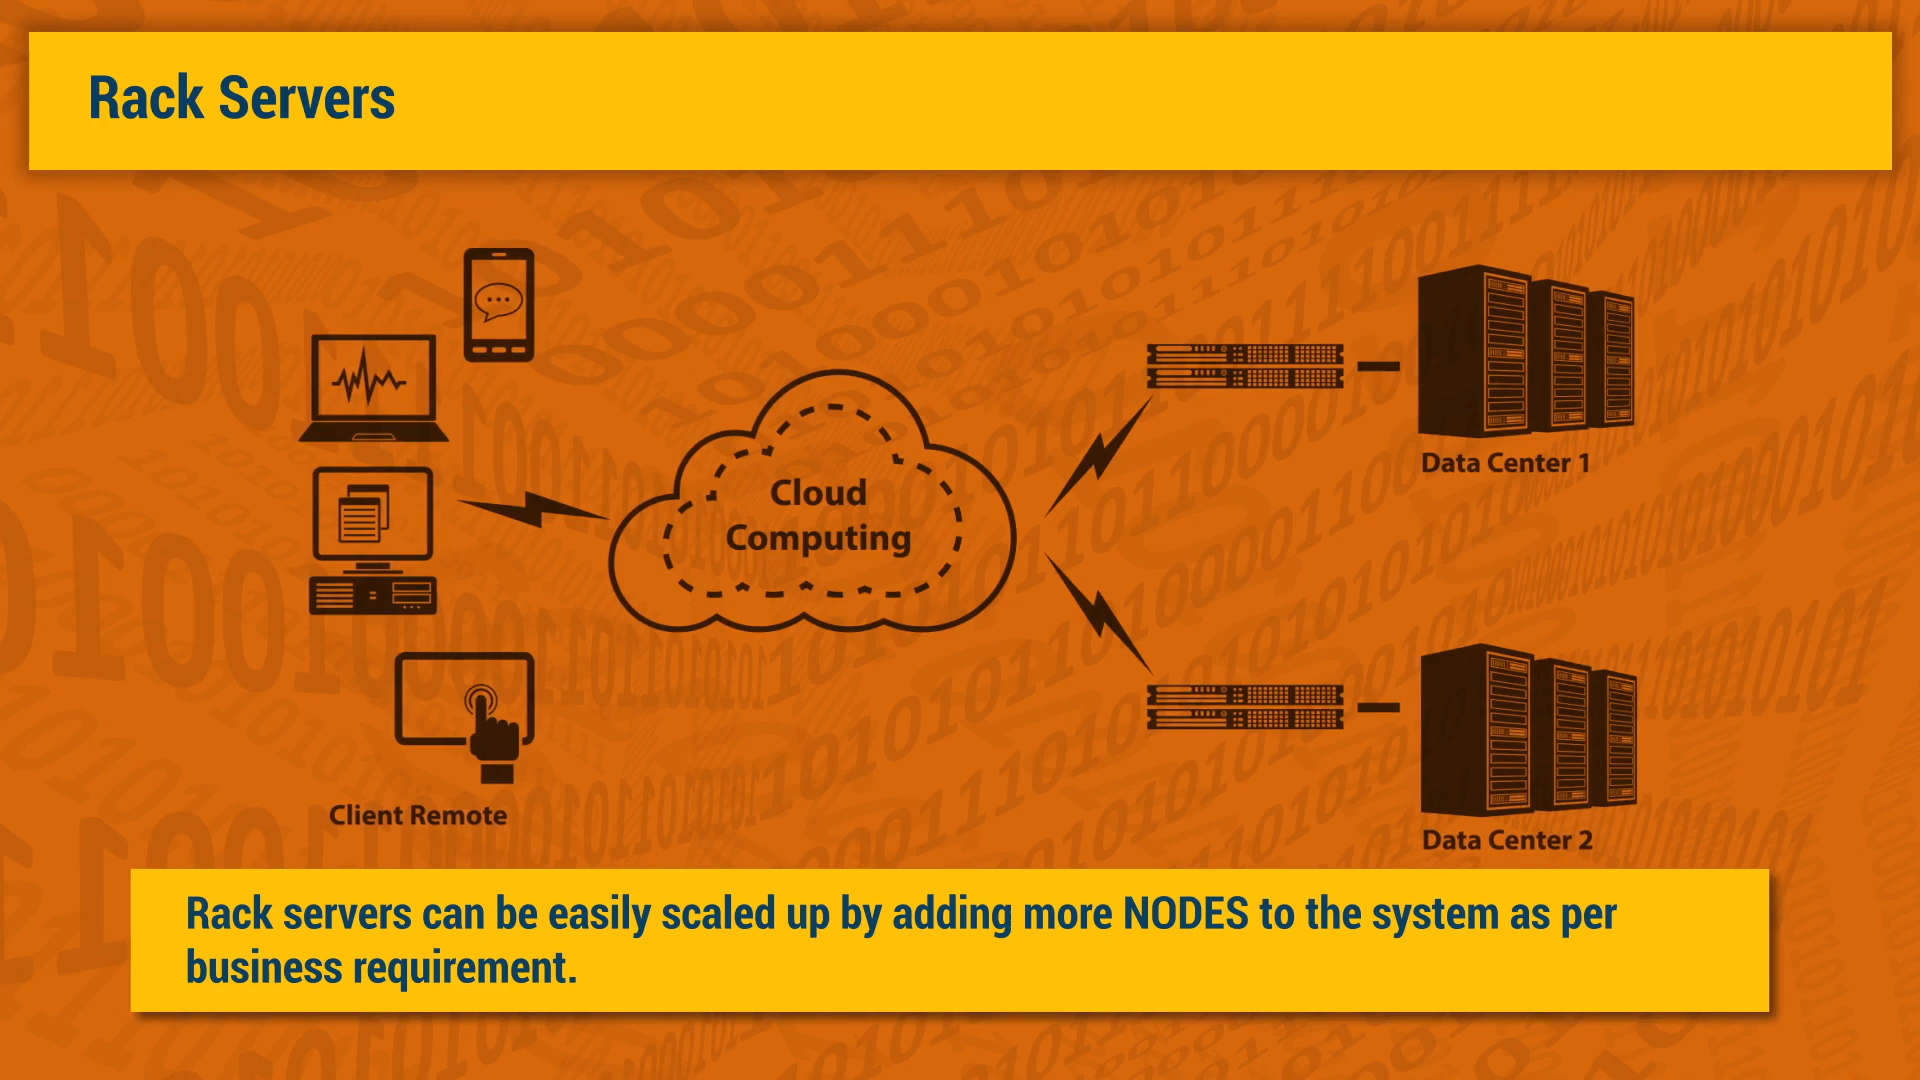 Rack Servers
Cloud
Computing
Data Center 1
Client Remote
Data Center 2
Rack servers can be easily scaled up by adding more NODES to the system as per
business requirement.